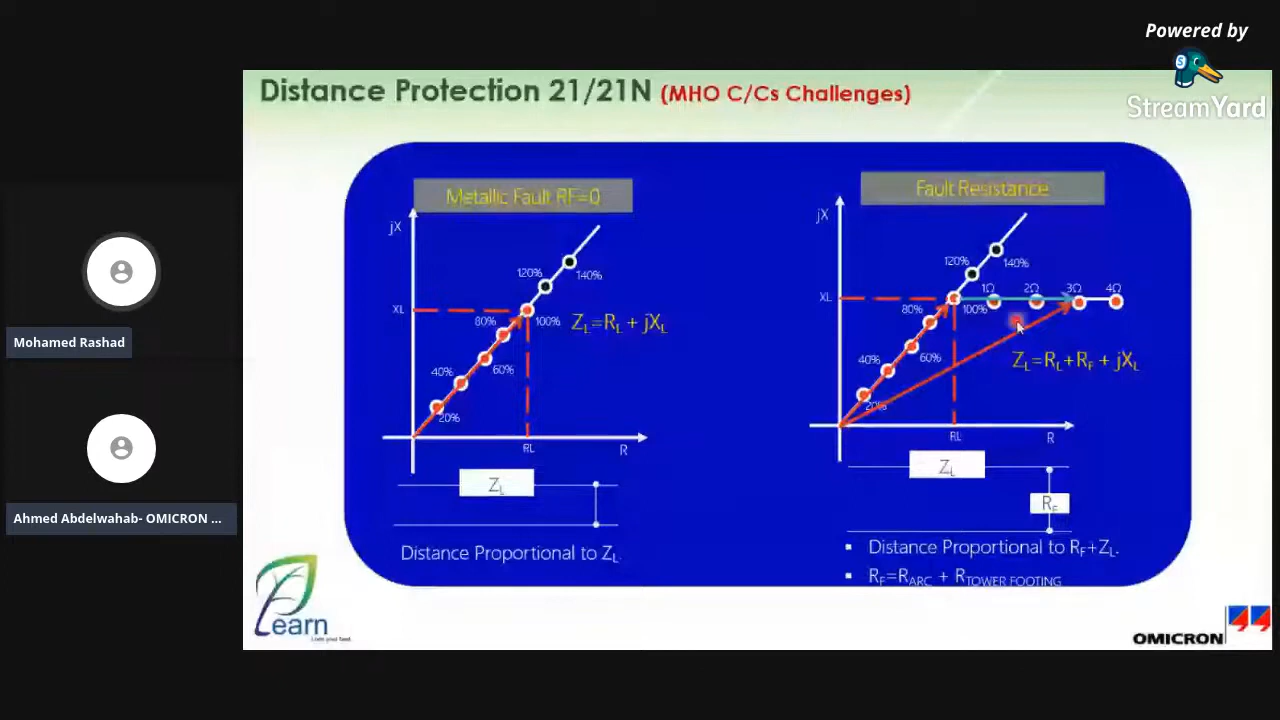 Powered by
StreamYard
Distance Protection 21/21N (MHO C/Cs Challenges)
Metallic Fault RF=0
jX
120%
140%
XL
80%
100%
ZL=RL + jXL
40%
60%
20%
RL
R
ZL
Distance Proportional to ZL.
Fault Resistance
jX
120%
140%
XL
1Ω
2Ω
3Ω
4Ω
80%
100%
40%
60%
ZL=RL+RF + jXL
20%
RL
R
ZL
RF
▪ Distance Proportional to RF+ZL.
▪ RF=RARC + RTOWER FOOTING
Mohamed Rashad
Ahmed Abdelwahab- OMICRON ...
Learn
OMICRON